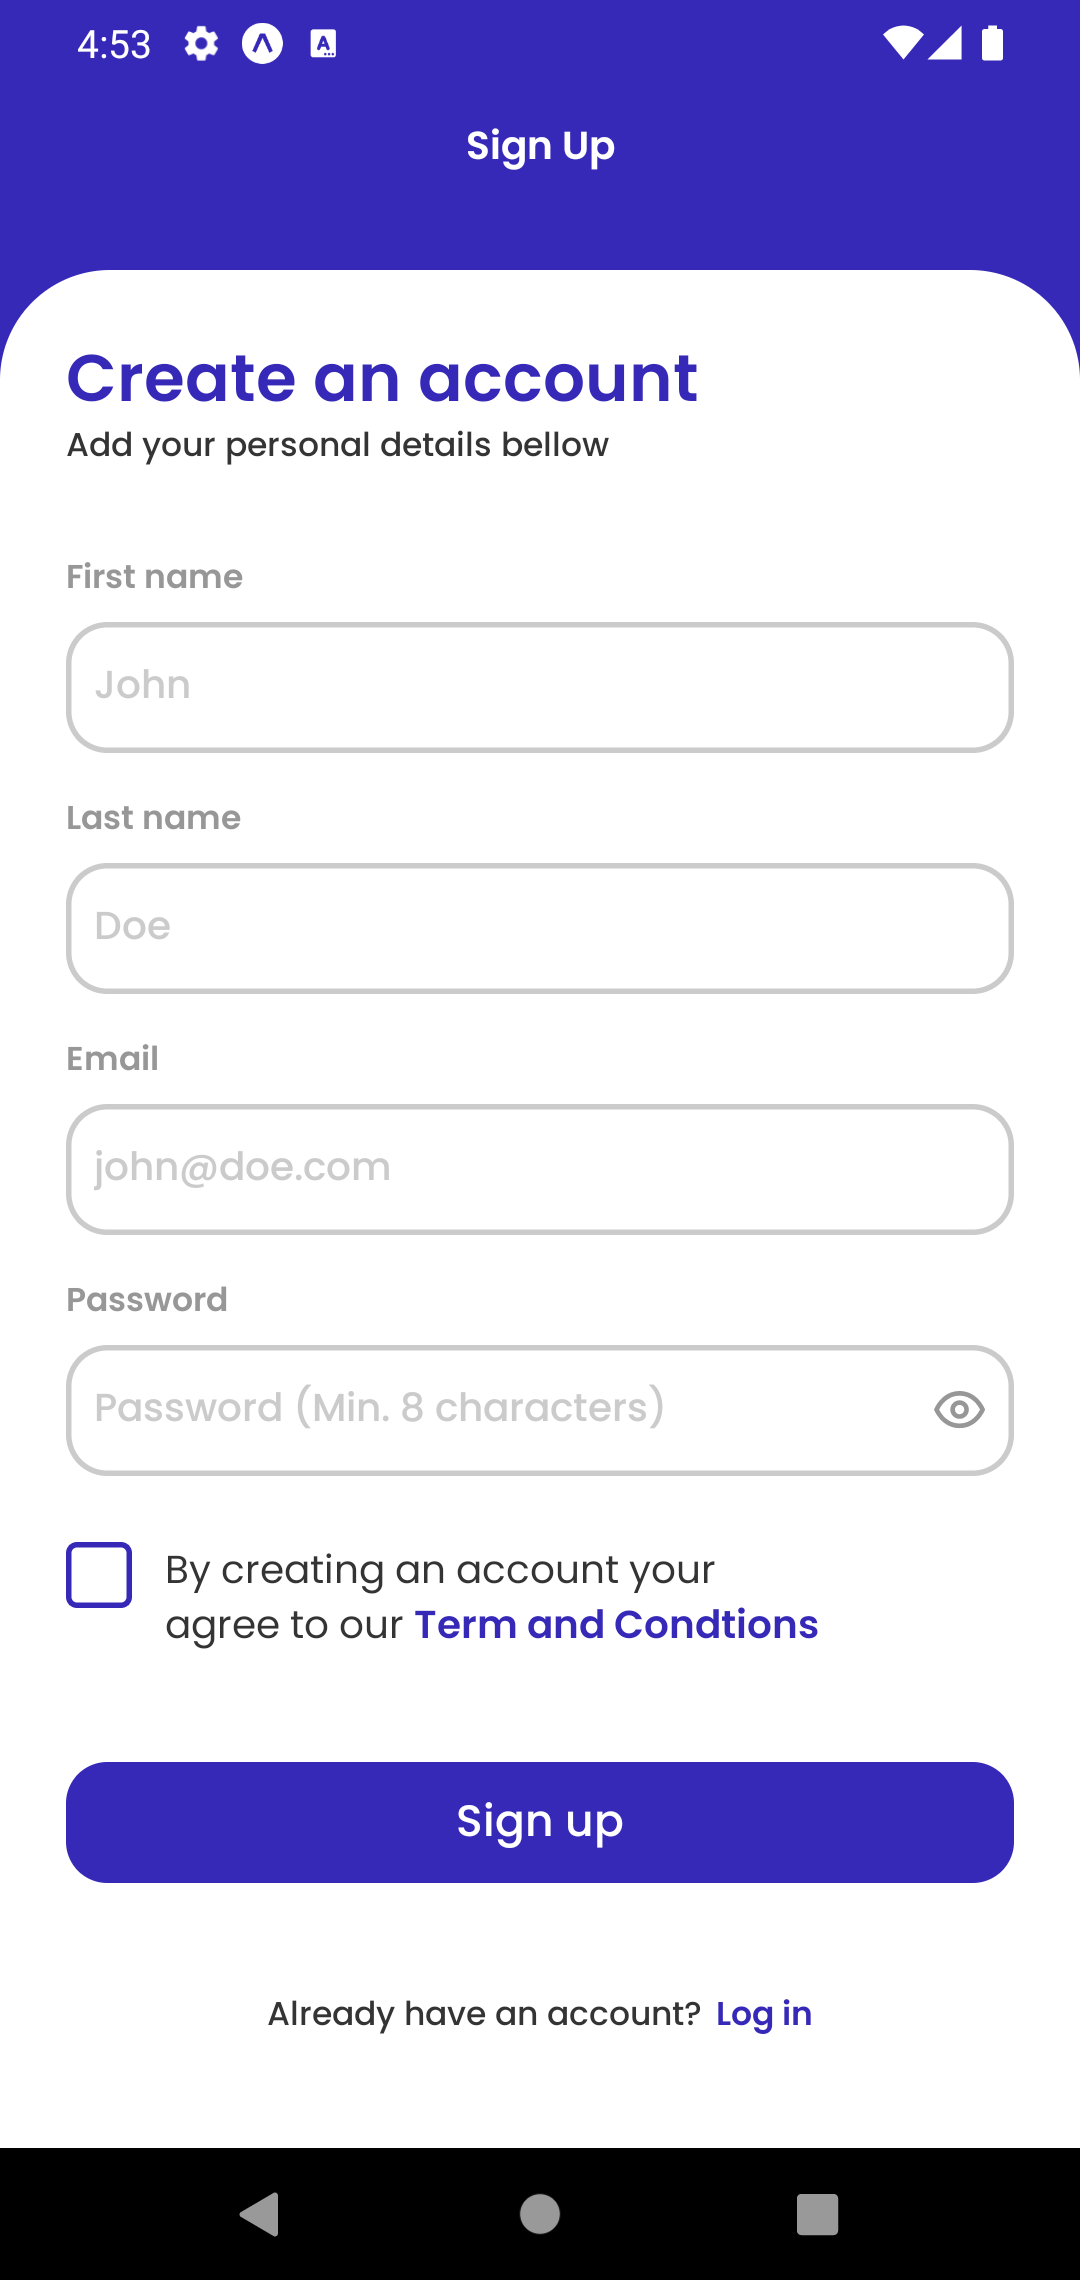 4:53
Sign Up
Create an account
Add your personal details bellow
First name
John
Last name
Doe
Email
john@doe.com
Password
Password (Min. 8 characters)
By creating an account your
agree to our Term and Condtions
Sign up
Already have an account? Log in